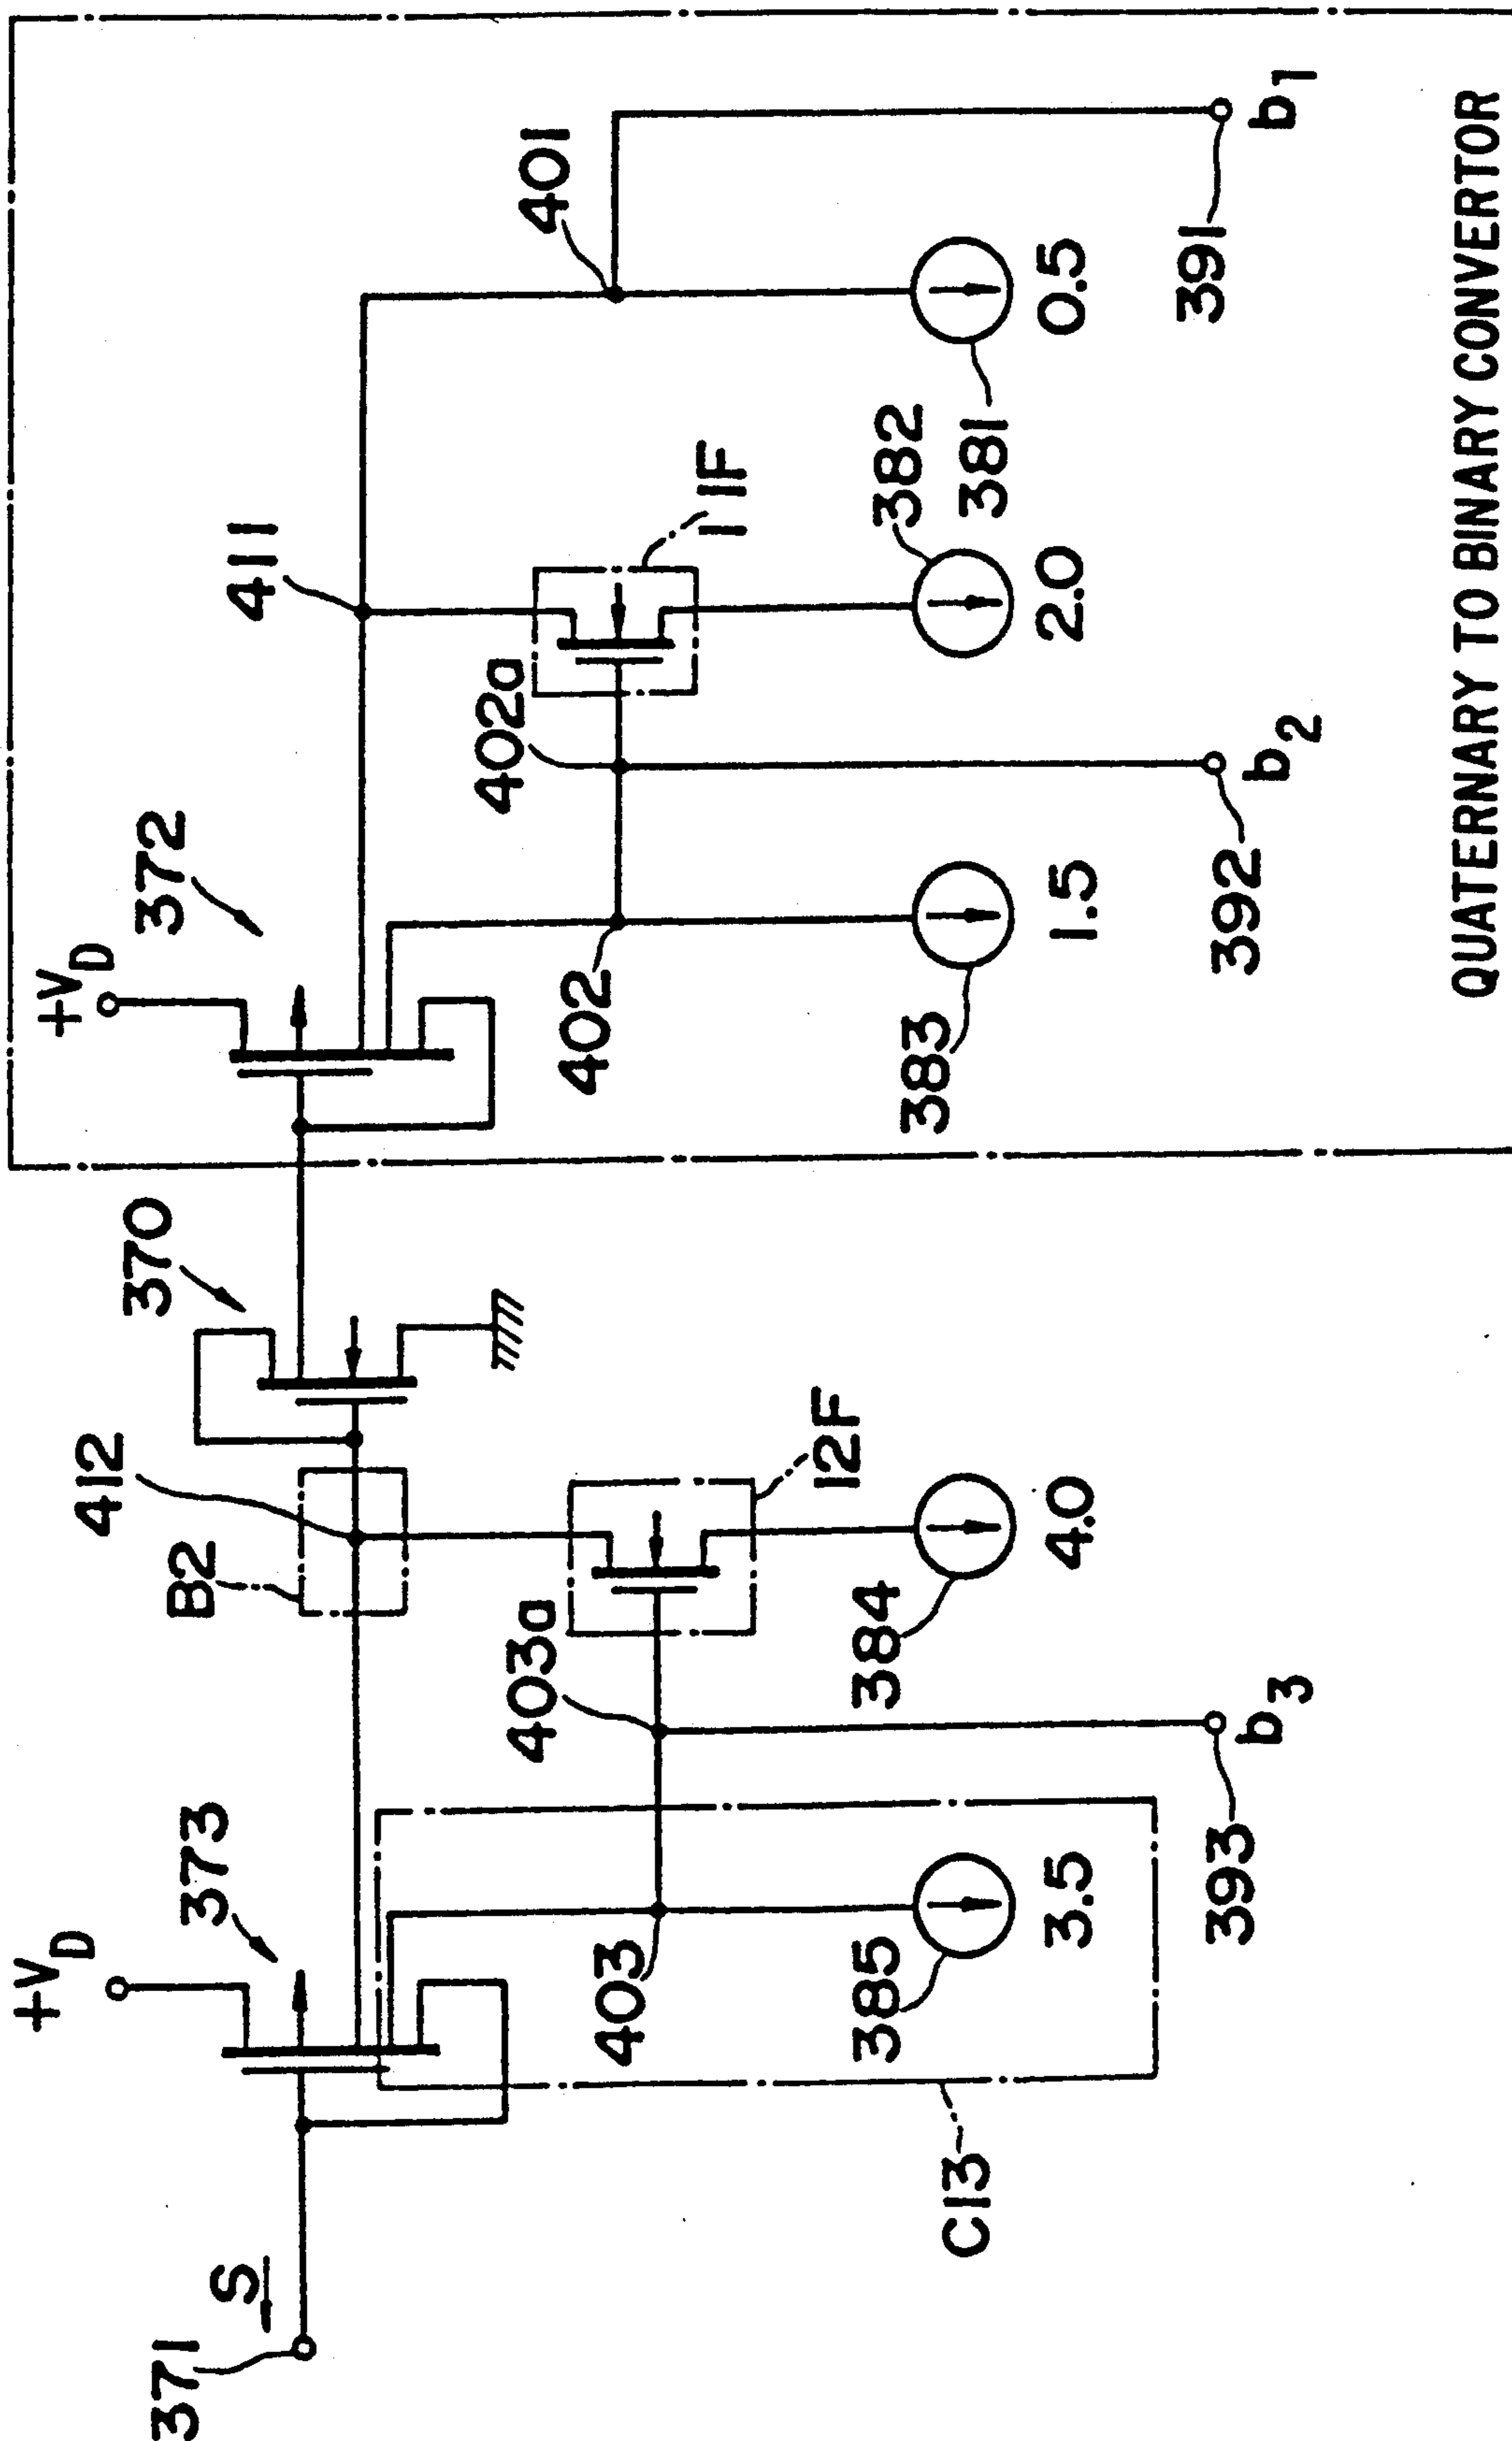 371
S
+V_D
373
B2
412
370
+V_D
372
411
403
403a
12F
402
402a
11F
401
C13
385
3.5
384
4.0
383
1.5
382
2.0
381
0.5
393
b3
392
b2
391
b1
QUATERNARY TO BINARY CONVERTOR